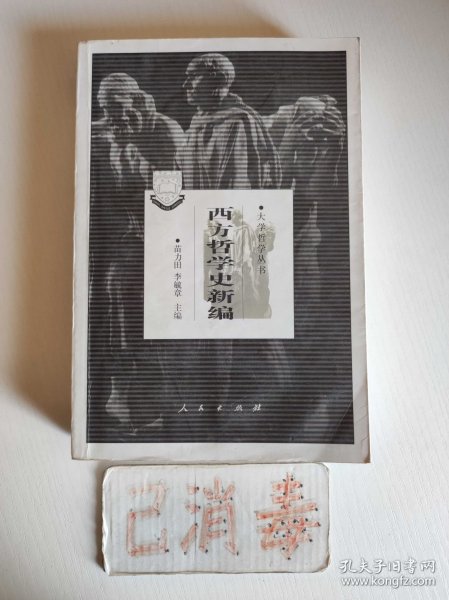 ●大学哲学丛书
西方哲学史新编
●苗力田 李毓章 主编
人民出版社
已消毒
孔夫子旧书网
www.kongfz.com